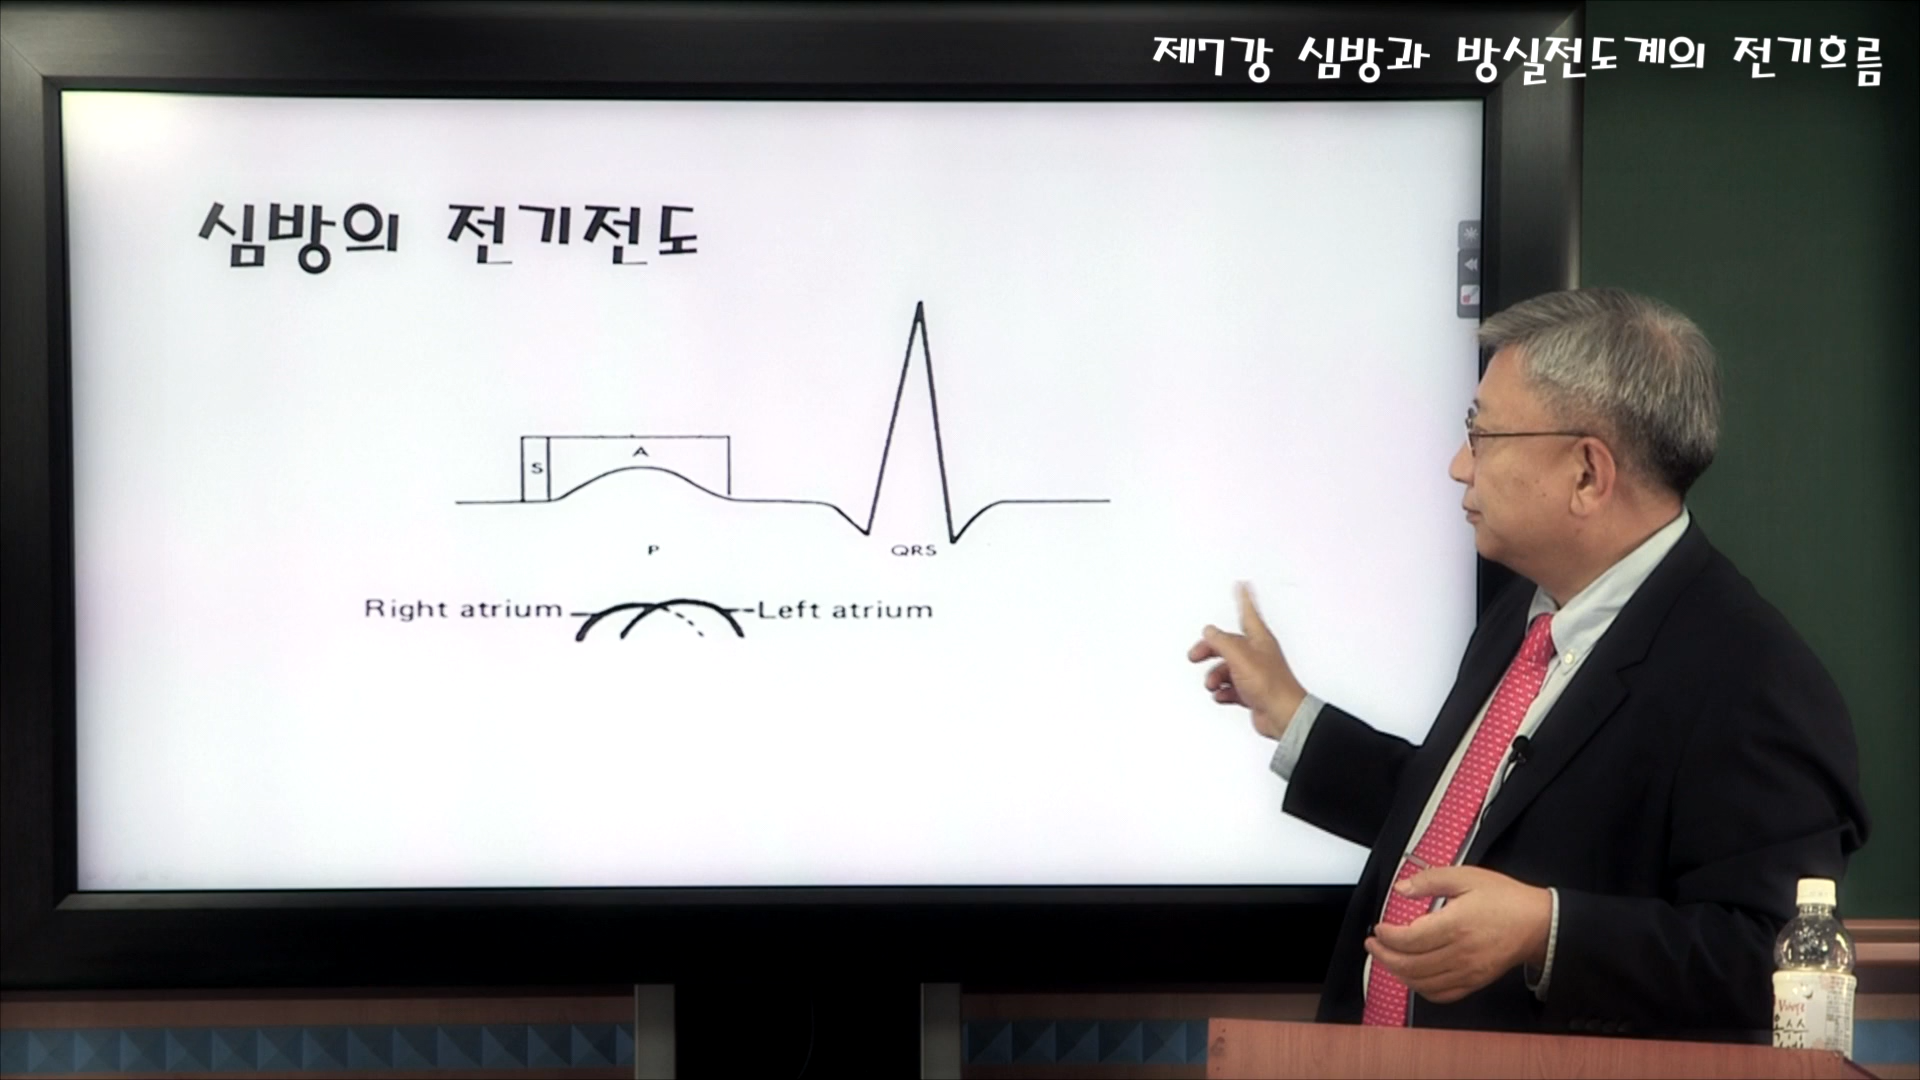 제7강 심방과 방실전도계의 전기흐름
심방의 전기전도
S
A
P
QRS
Right atrium
Left atrium